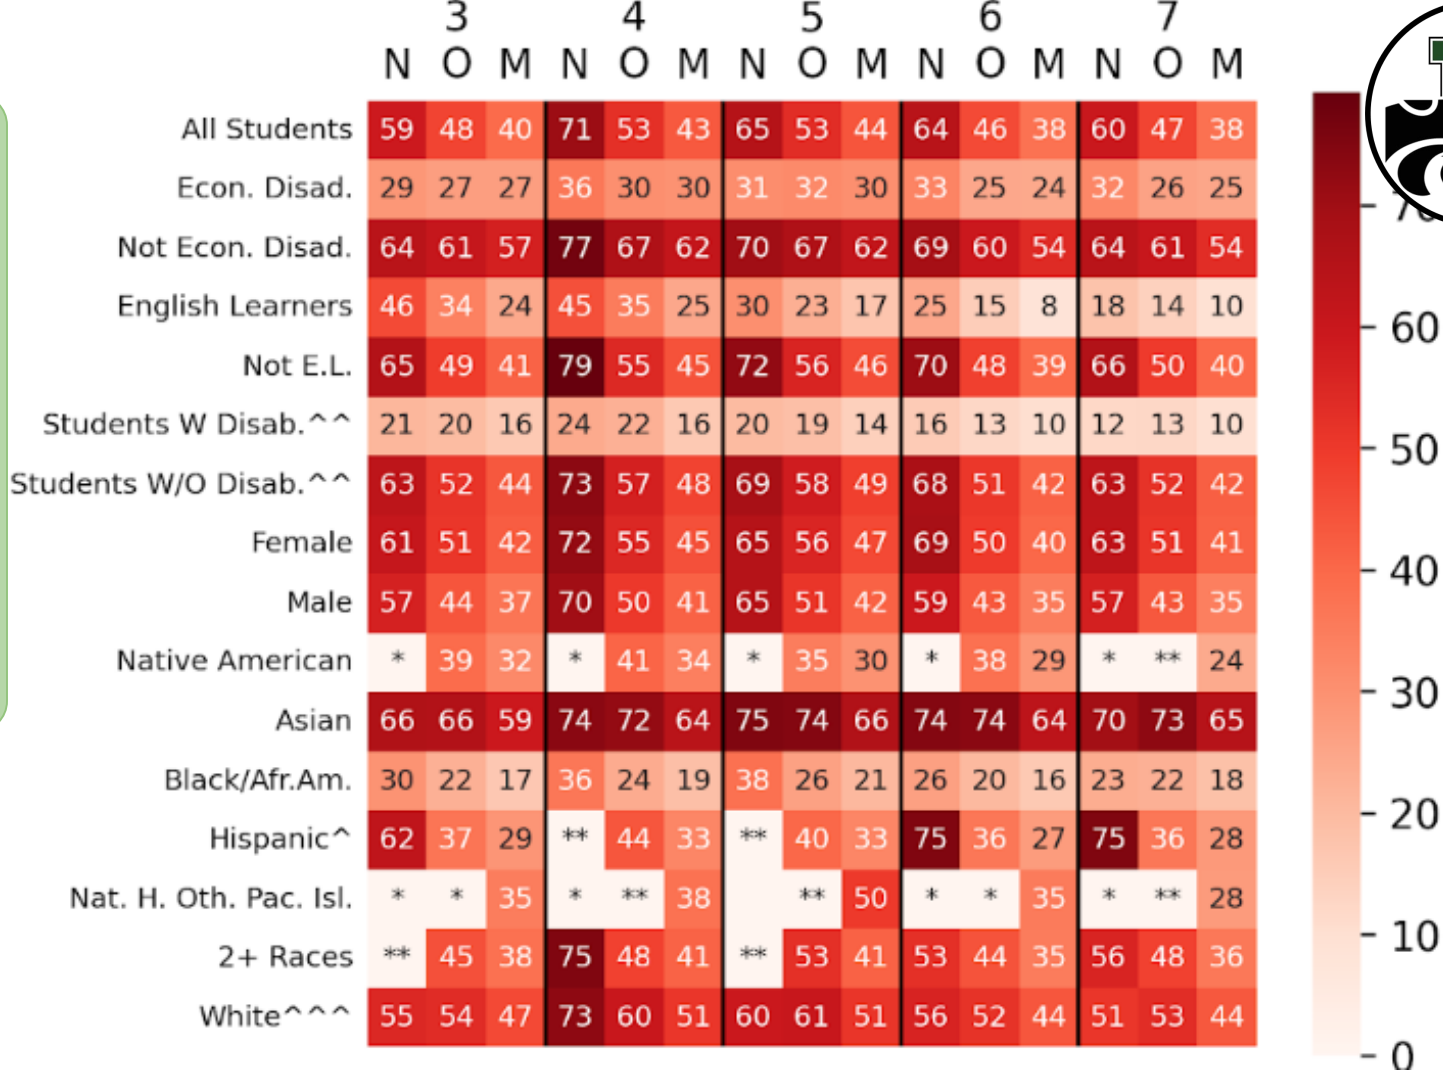 3 4 5 6 7
N O M N O M N O M N O M N O M
All Students 59 48 40 71 53 43 65 53 44 64 46 38 60 47 38
Econ. Disad. 29 27 27 36 30 30 31 32 30 33 25 24 32 26 25
Not Econ. Disad. 64 61 57 77 67 62 70 67 62 69 60 54 64 61 54
English Learners 46 34 24 45 35 25 30 23 17 25 15 8 18 14 10
Not E.L. 65 49 41 79 55 45 72 56 46 70 48 39 66 50 40
Students W Disab.^^ 21 20 16 24 22 16 20 19 14 16 13 10 12 13 10
Students W/O Disab.^^ 63 52 44 73 57 48 69 58 49 68 51 42 63 52 42
Female 61 51 42 72 55 45 65 56 47 69 50 40 63 51 41
Male 57 44 37 70 50 41 65 51 42 59 43 35 57 43 35
Native American * 39 32 * 41 34 * 35 30 * 38 29 * ** 24
Asian 66 66 59 74 72 64 75 74 66 74 74 64 70 73 65
Black/Afr.Am. 30 22 17 36 24 19 38 26 21 26 20 16 23 22 18
Hispanic^ 62 37 29 ** 44 33 ** 40 33 75 36 27 75 36 28
Nat. H. Oth. Pac. Isl. * * 35 * ** 38 ** 50 * * 35 * ** 28
2+ Races ** 45 38 75 48 41 ** 53 41 53 44 35 56 48 36
White^^^ 55 54 47 73 60 51 60 61 51 56 52 44 51 53 44
70
60
50
40
30
20
10
0